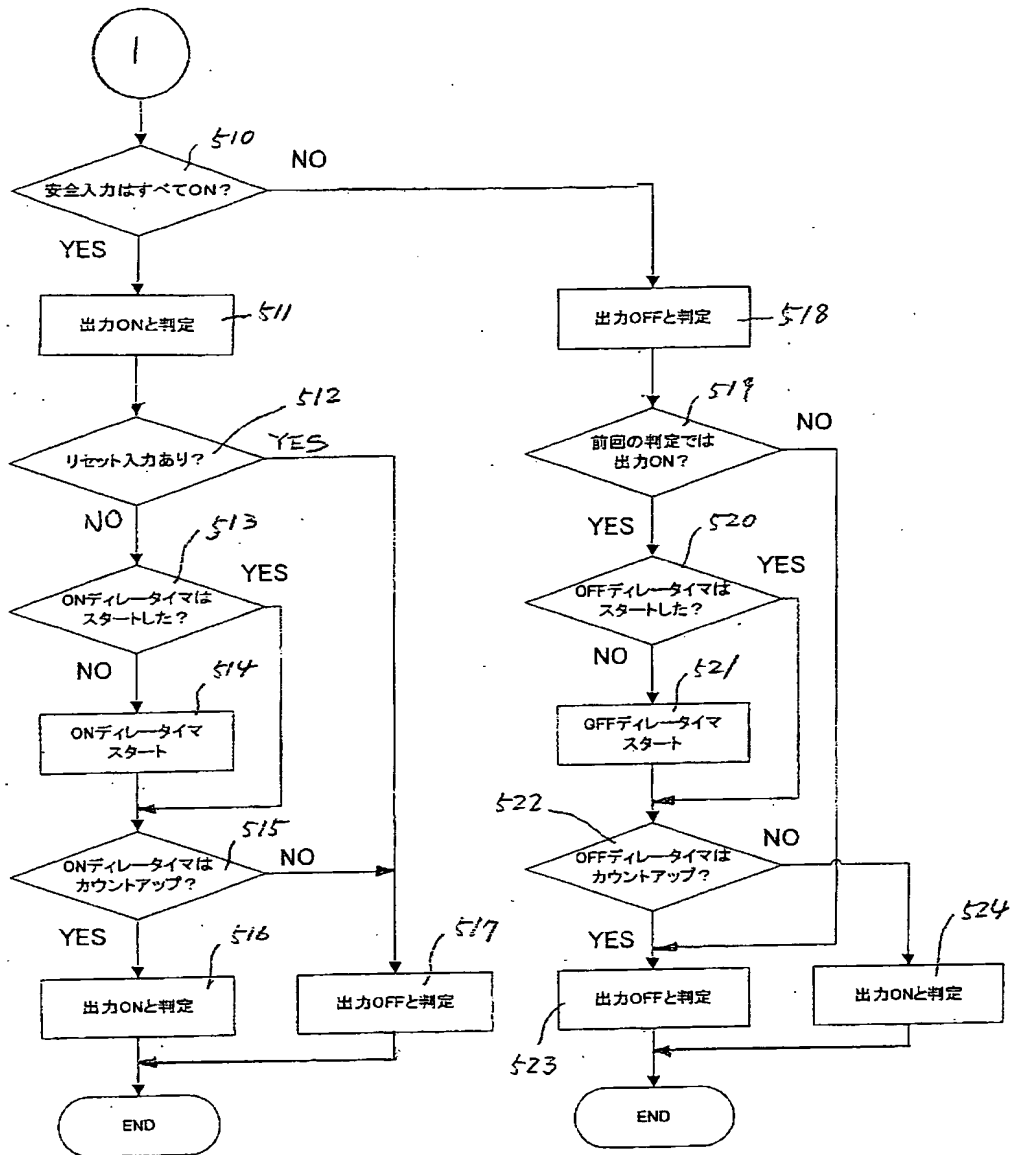 1
510
安全入力はすべてON?
NO
YES
出力ONと判定
511
出力OFFと判定
518
512
リセット入力あり?
YES
NO
519
前回の判定では
出力ON?
NO
YES
513
ONディレータイマは
スタートした?
YES
NO
520
OFFディレータイマは
スタートした?
YES
NO
514
ONディレータイマ
スタート
521
OFFディレータイマ
スタート
515
ONディレータイマは
カウントアップ?
NO
YES
522
OFFディレータイマは
カウントアップ?
NO
YES
516
出力ONと判定
517
出力OFFと判定
出力OFFと判定
523
524
出力ONと判定
END
END